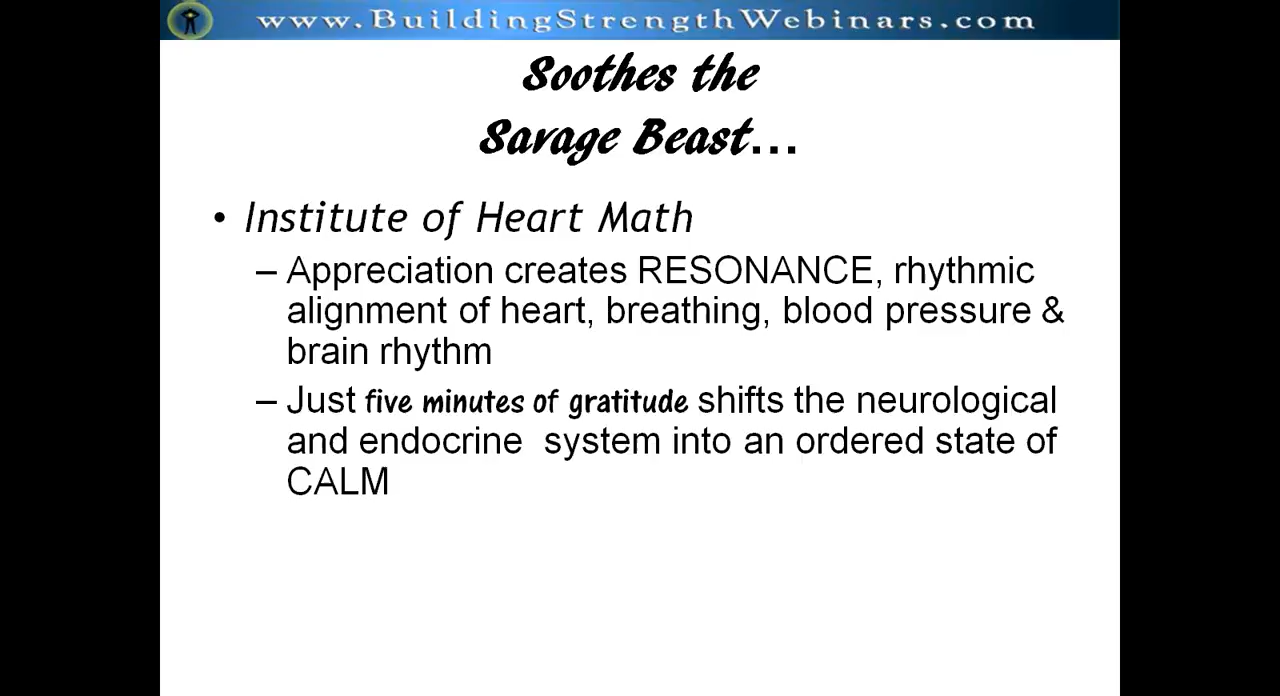 www.BuildingStrengthWebinars.com
Soothes the
Savage Beast...
• Institute of Heart Math
– Appreciation creates RESONANCE, rhythmic
alignment of heart, breathing, blood pressure &
brain rhythm
– Just five minutes of gratitude shifts the neurological
and endocrine  system into an ordered state of
CALM